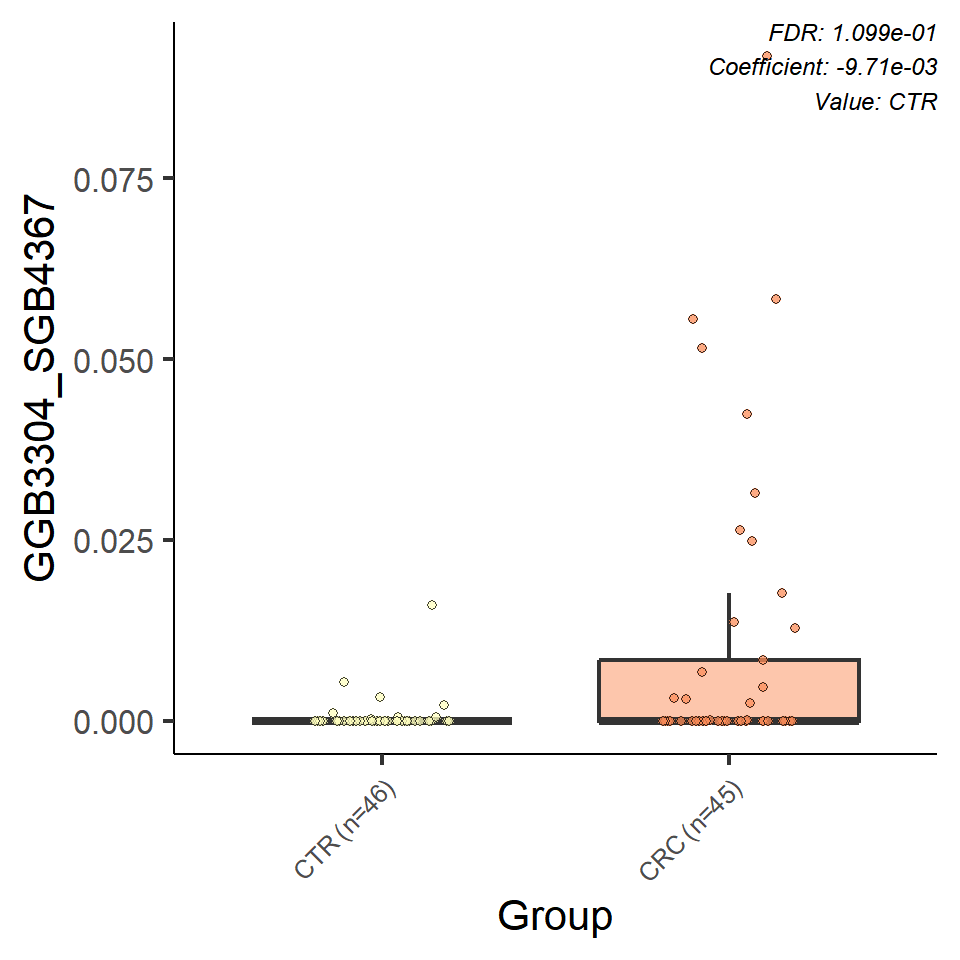 FDR: 1.099e-01
Coefficient: -9.71e-03
Value: CTR
GGB3304_SGB4367
0.075
0.050
0.025
0.000
CTR (n=46)
CRC (n=45)
Group